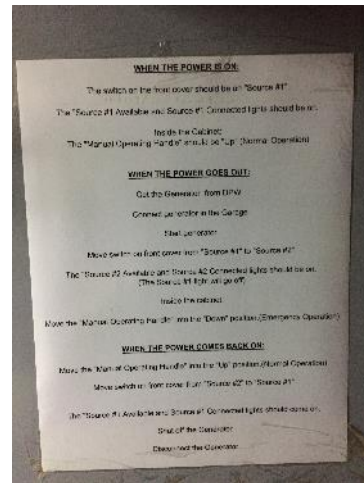 WHEN THE POWER IS ON:
The switch on the front cover should be on "Source #1"
The "Source #1 Available and Source #1 Connected lights should be on.
Inside the Cabinet:
The "Manual Operating Handle" should be "Up" (Normal Operation)
WHEN THE POWER GOES OUT:
Get the Generator from DPW
Connect generator in the Garage
Start generator
Move switch on front cover from "Source #1" to "Source #2"
The "Source #2 Available and Source #2 Connected lights should be on.
(The Source #1 light will go off)
Inside the cabinet
Move the "Manual Operating Handle" into the "Down" position.(Emergency Operation)
WHEN THE POWER COMES BACK ON:
Move the "Manual Operating Handle" into the "Up" position.(Normal Operation)
Move switch on front cover from "Source #2" to "Source #1"
The "Source #1 Available and Source #1 Connected lights should come on.
Shut off the Generator
Disconnect the Generator